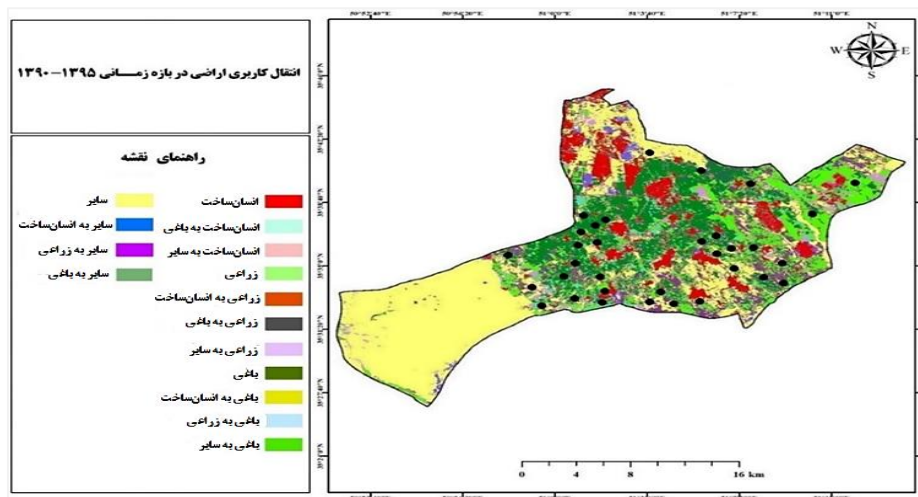 انتقال کاربری اراضی در بازه زمانی ۱۳۹۵-۱۳۹۰
راهنمای نقشه
انسان‌ساخت
انسان‌ساخت به باغی
انسان‌ساخت به سایر
زراعی
زراعی به انسان‌ساخت
زراعی به باغی
زراعی به سایر
باغی
باغی به انسان‌ساخت
باغی به زراعی
باغی به سایر
سایر
سایر به انسان‌ساخت
سایر به زراعی
سایر به باغی
N
W E
S
0 4 8 16 km